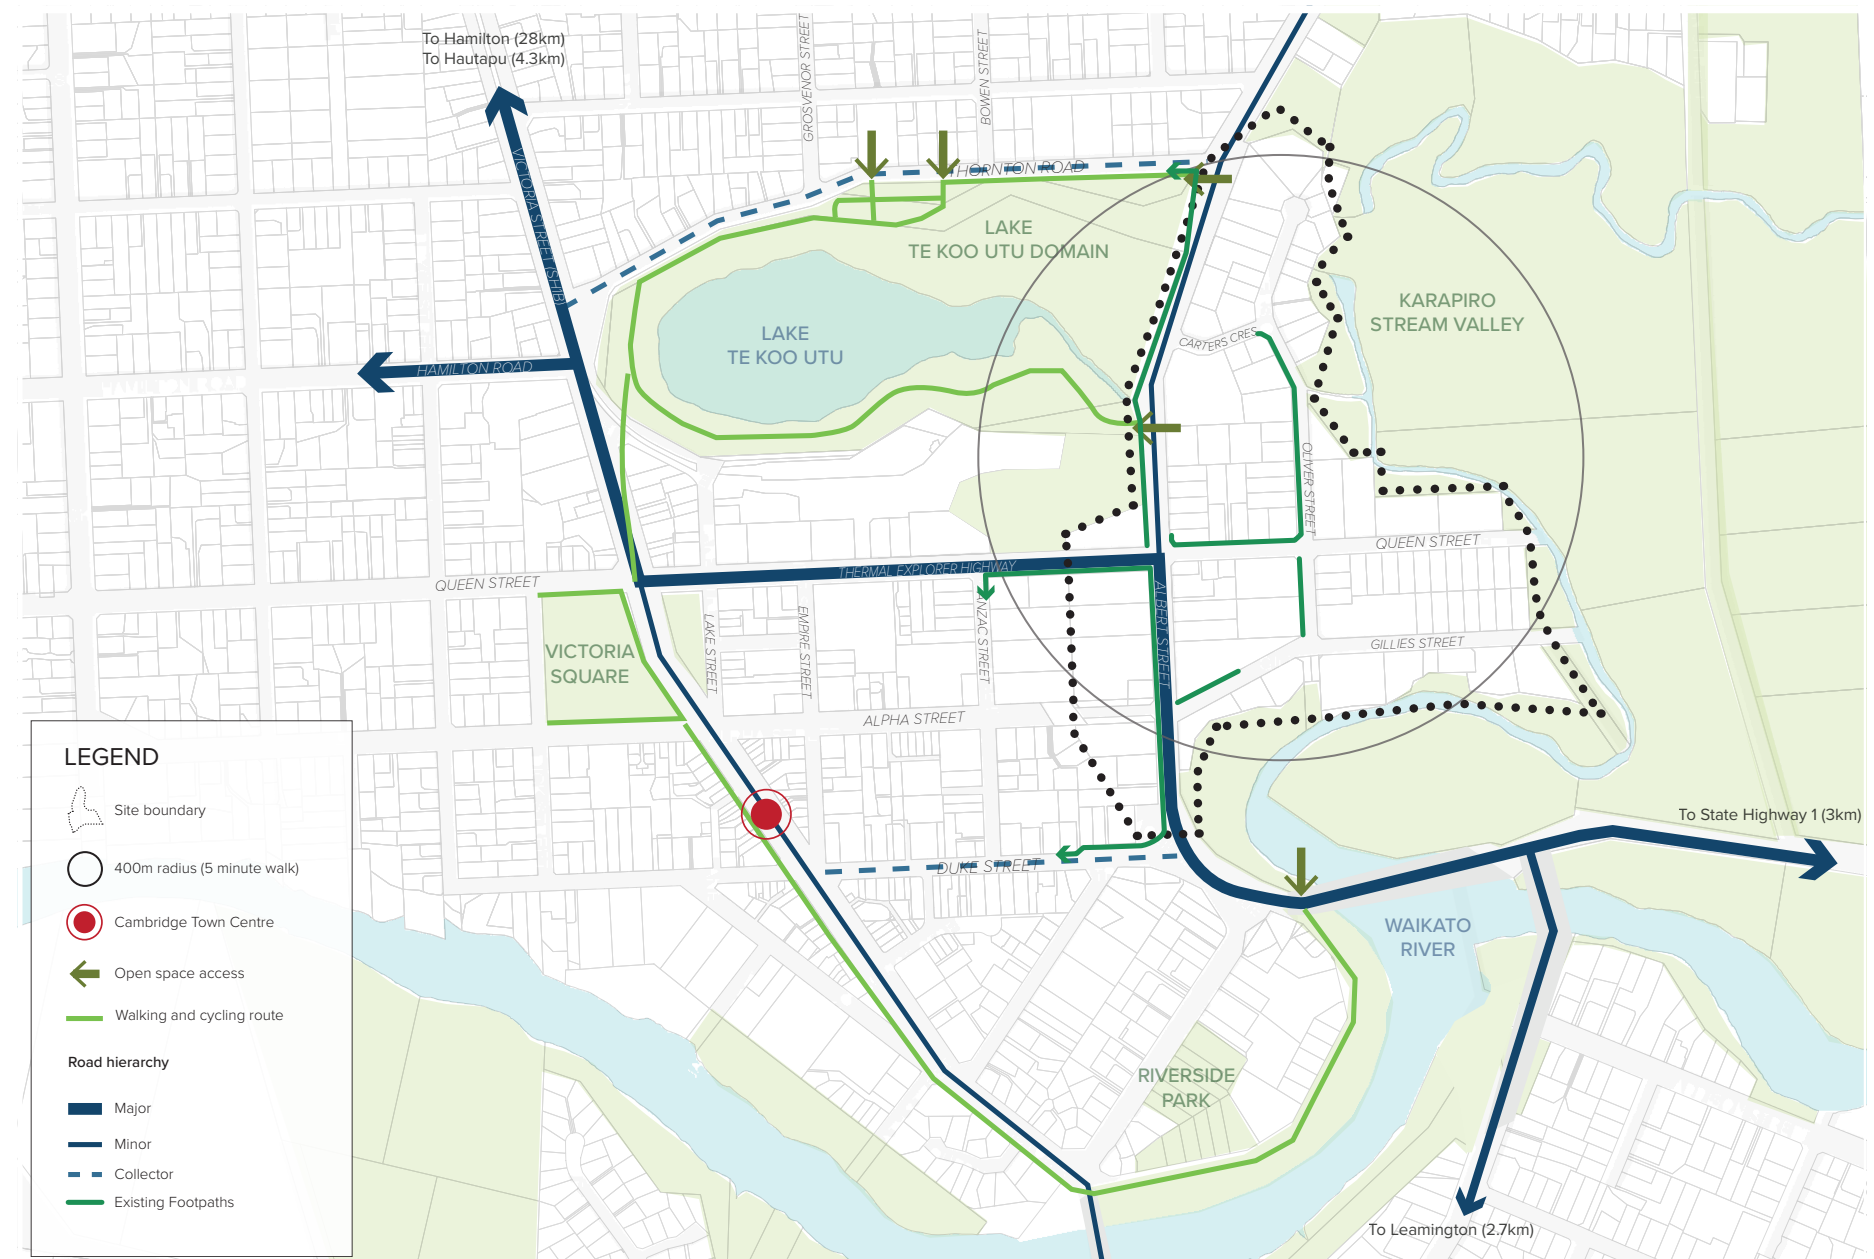 To Hamilton (28km)
To Hautapu (4.3km)
GROSVENOR STREET
BOWEN STREET
VICTORIA STREET (SH1B)
THORNTON ROAD
LAKE
TE KOO UTU DOMAIN
LAKE
TE KOO UTU
KARAPIRO
STREAM VALLEY
CARTERS CRES
HAMILTON ROAD
HAMILTON ROAD
OLIVER STREET
QUEEN STREET
THERMAL EXPLORER HIGHWAY
QUEEN STREET
ALBERT STREET
ANZAC STREET
EMPIRE STREET
LAKE STREET
VICTORIA
SQUARE
GILLIES STREET
ALPHA STREET
DUKE STREET
To State Highway 1 (3km)
WAIKATO
RIVER
RIVERSIDE
PARK
To Leamington (2.7km)
LEGEND
Site boundary
400m radius (5 minute walk)
Cambridge Town Centre
Open space access
Walking and cycling route
Road hierarchy
Major
Minor
Collector
Existing Footpaths